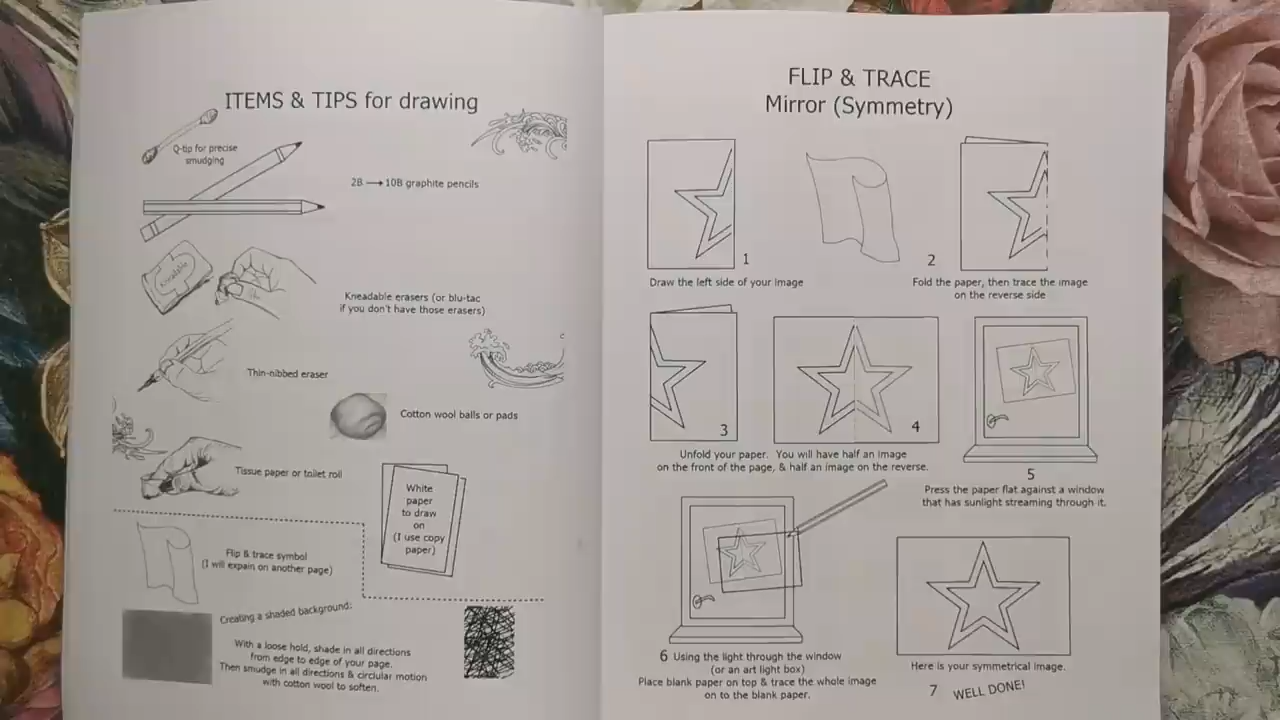 ITEMS & TIPS for drawing
Q-tip for precise
smudging
2B → 10B graphite pencils
Kneadable
Kneadable erasers (or blu-tac
if you don't have those erasers)
Thin-nibbed eraser
Cotton wool balls or pads
Tissue paper or toilet roll
White
paper
to draw
on
(I use copy
paper)
Flip & trace symbol
(I will expain on another page)
Creating a shaded background:
With a loose hold, shade in all directions
from edge to edge of your page.
Then smudge in all directions & circlular motion
with cotton wool to soften.
FLIP & TRACE
Mirror (Symmetry)
1
Draw the left side of your image
2
Fold the paper, then trace the image
on the reverse side
3
4
Unfold your paper. You will have half an image
on the front of the page, & half an image on the reverse.
5
Press the paper flat against a window
that has sunlight streaming through it.
6 Using the light through the window
(or an art light box)
Place blank paper on top & trace the whole image
on to the blank paper.
Here is your symmetrical image.
7 WELL DONE!